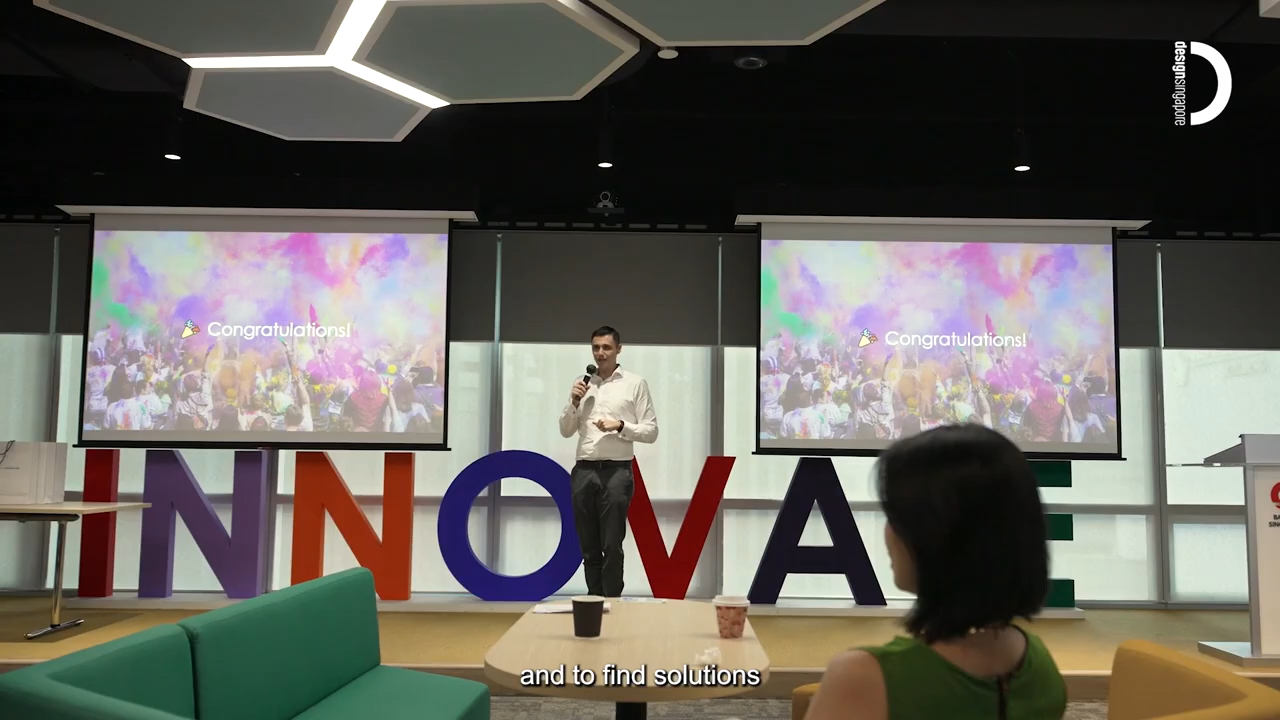 designsingapore
🎉 Congratulations!
🎉 Congratulations!
INNOVA E
and to find solutions